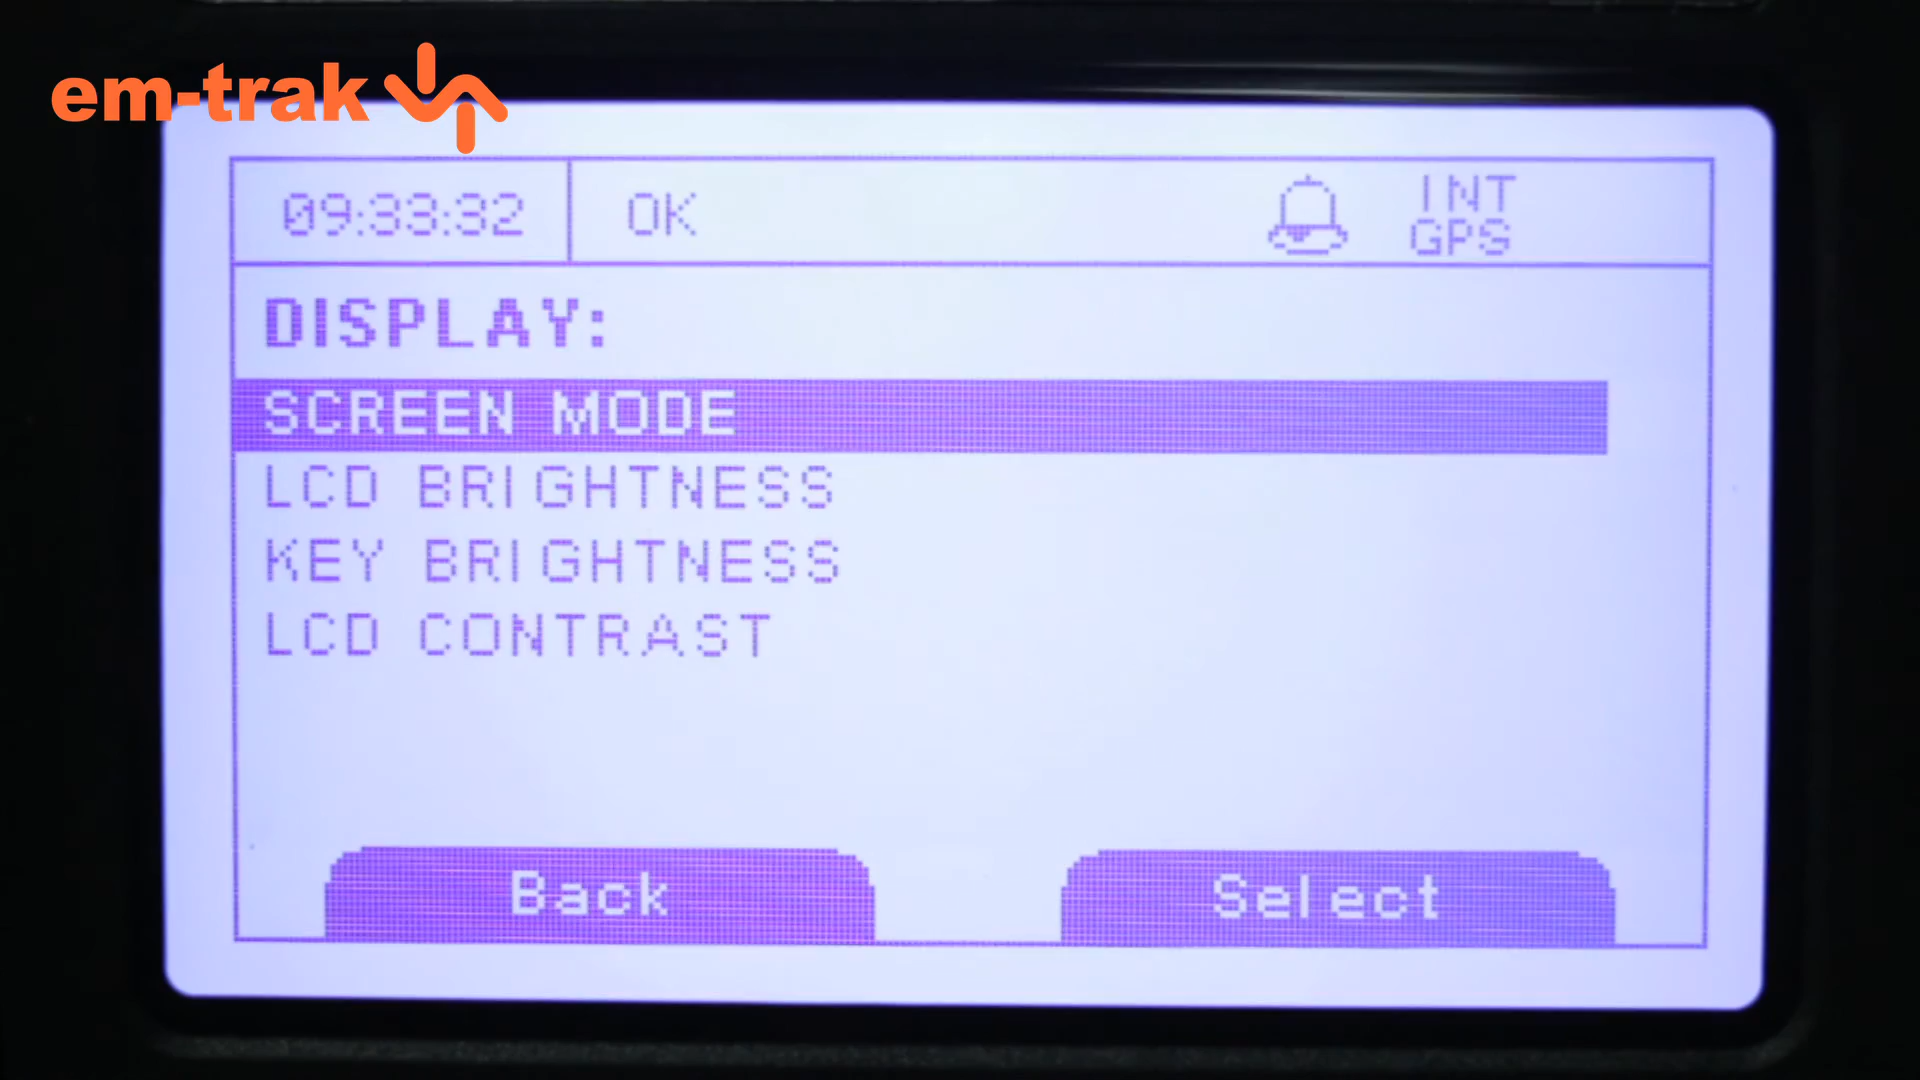 em-trak
09:33:32 OK INT GPS
DISPLAY:
SCREEN MODE
LCD BRIGHTNESS
KEY BRIGHTNESS
LCD CONTRAST
Back Select